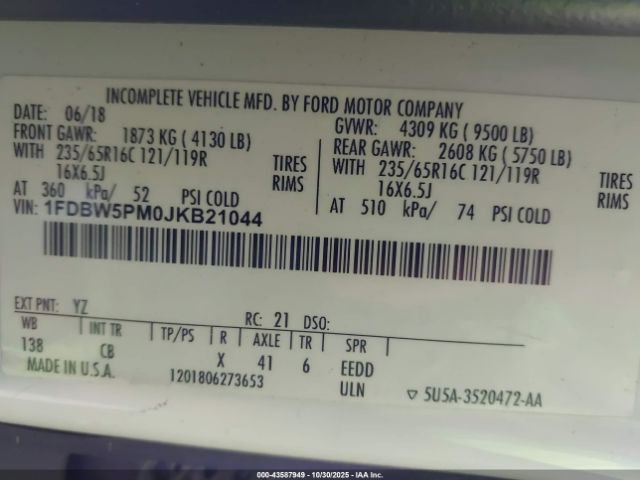 INCOMPLETE VEHICLE MFD. BY FORD MOTOR COMPANY
DATE: 06/18 GVWR: 4309 KG ( 9500 LB)
FRONT GAWR: 1873 KG ( 4130 LB) REAR GAWR: 2608 KG ( 5750 LB)
WITH 235/65R16C 121/119R TIRES WITH 235/65R16C 121/119R TIRES
16X6.5J RIMS 16X6.5J RIMS
AT 360 kPa/ 52 PSI COLD AT 510 kPa/ 74 PSI COLD
VIN: 1FDBW5PM0JKB21044
EXT PNT: YZ RC: 21 DSO:
WB INT TR TP/PS R AXLE TR SPR
138 CB X 41 6 EEDD
MADE IN U.S.A. 1201806273653 ULN ▽ 5U5A-3520472-AA
000-43587949 - 10/30/2025 - IAA, Inc.